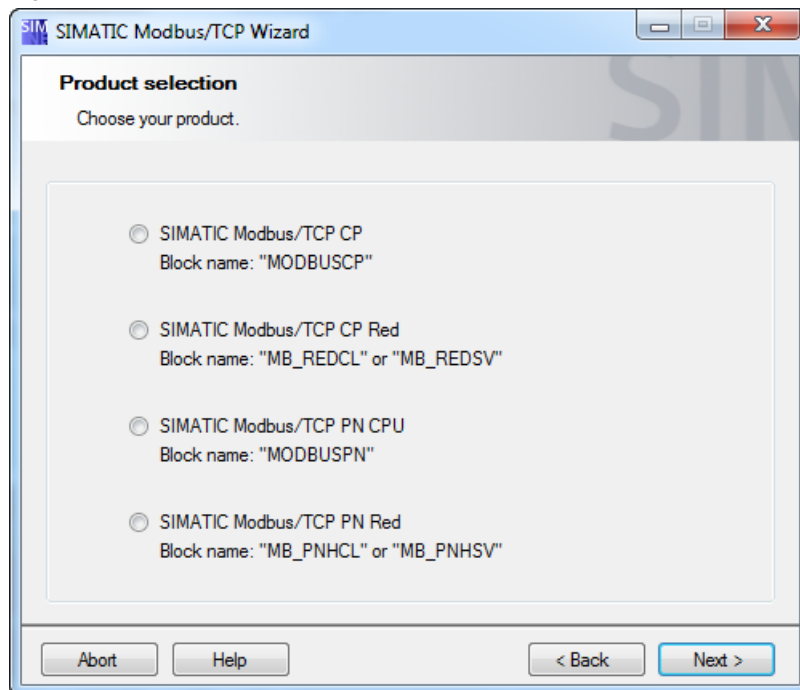 SIM SIMATIC Modbus/TCP Wizard
Product selection
Choose your product.
SIN
SIMATIC Modbus/TCP CP
Block name: "MODBUSCP"
SIMATIC Modbus/TCP CP Red
Block name: "MB_REDCL" or "MB_REDSV"
SIMATIC Modbus/TCP PN CPU
Block name: "MODBUSPN"
SIMATIC Modbus/TCP PN Red
Block name: "MB_PNHCL" or "MB_PNHSV"
Abort Help < Back Next >